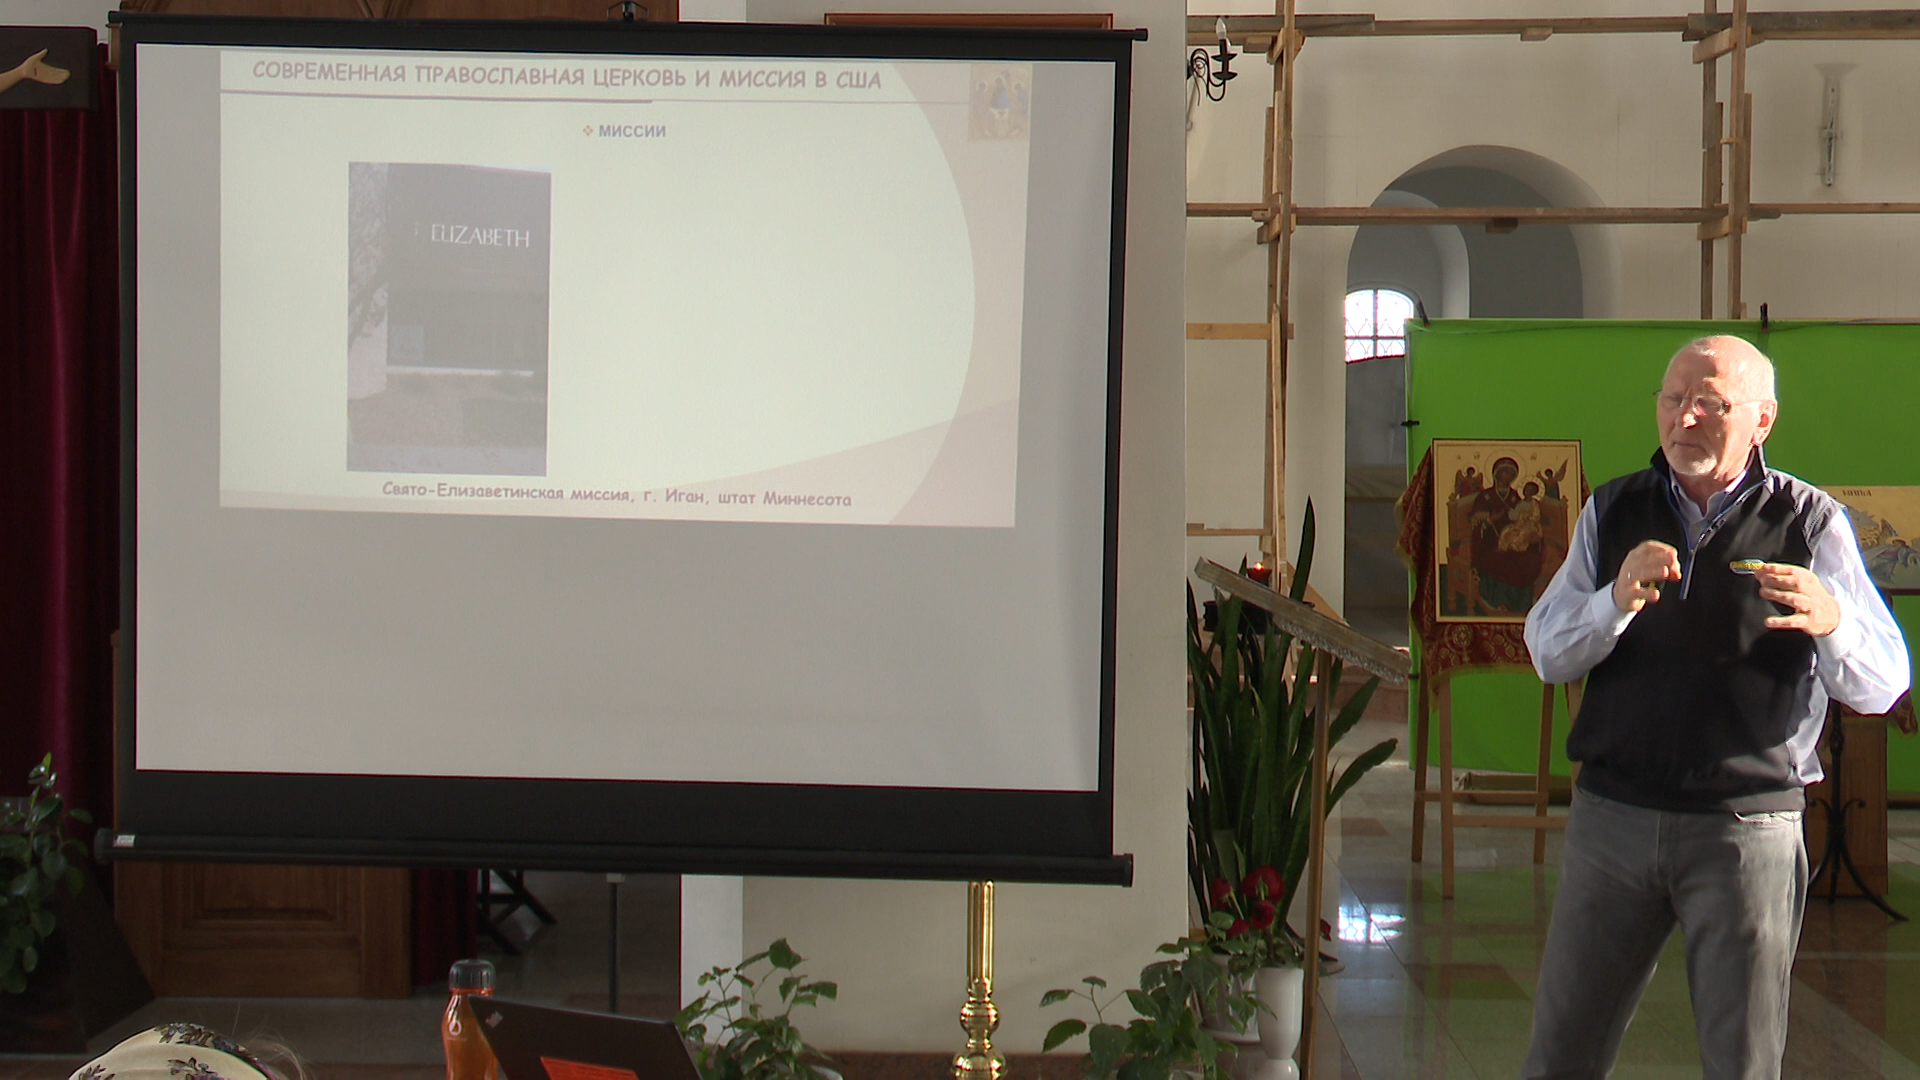 СОВРЕМЕННАЯ ПРАВОСЛАВНАЯ ЦЕРКОВЬ И МИССИЯ В США
МИССИИ
ELIZABETH
Свято-Елизаветинская миссия, г. Иган, штат Миннесота